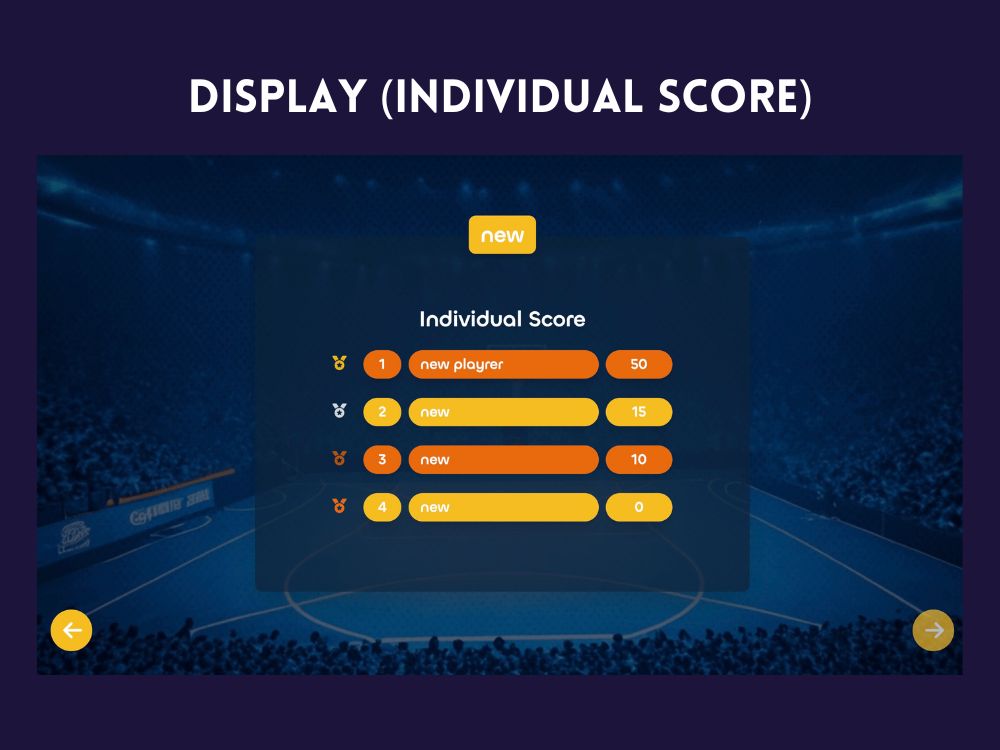 DISPLAY (INDIVIDUAL SCORE)
new
Individual Score
1 new playrer 50
2 new 15
3 new 10
4 new 0